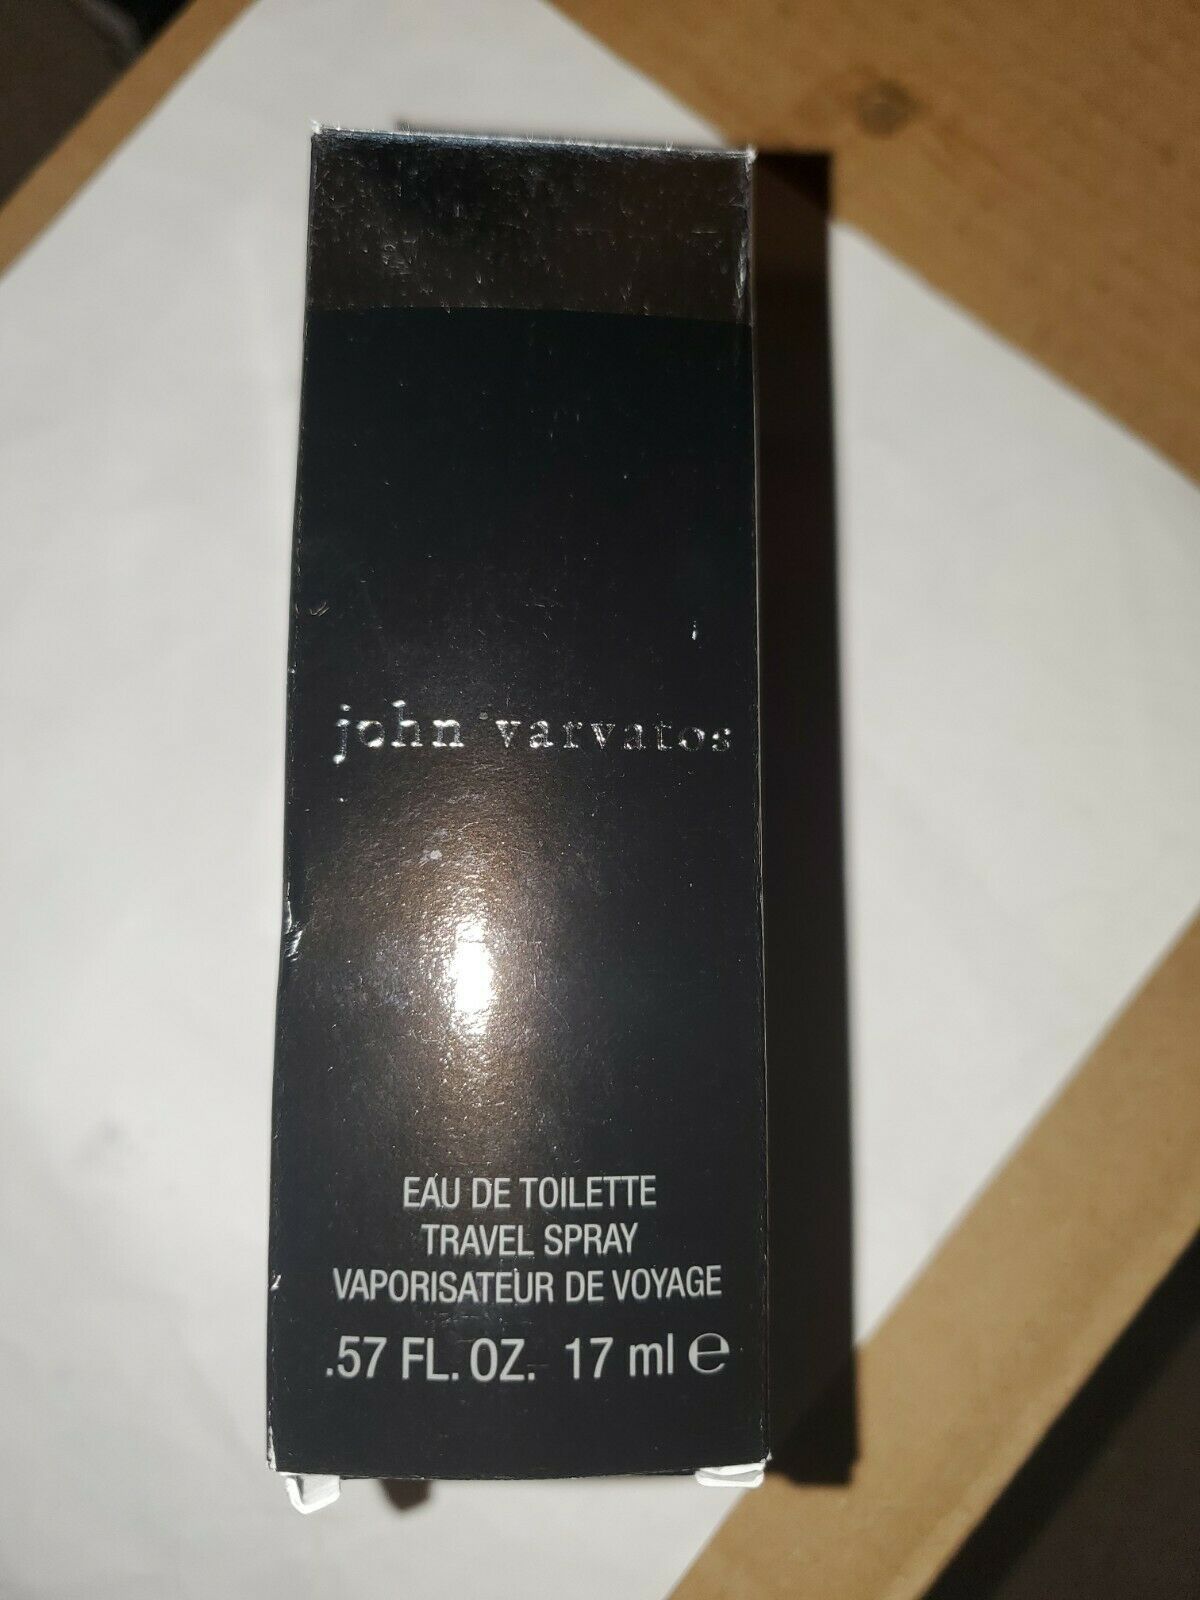 john varvatos
EAU DE TOILETTE
TRAVEL SPRAY
VAPORISATEUR DE VOYAGE
.57 FL. OZ. 17 ml ℮